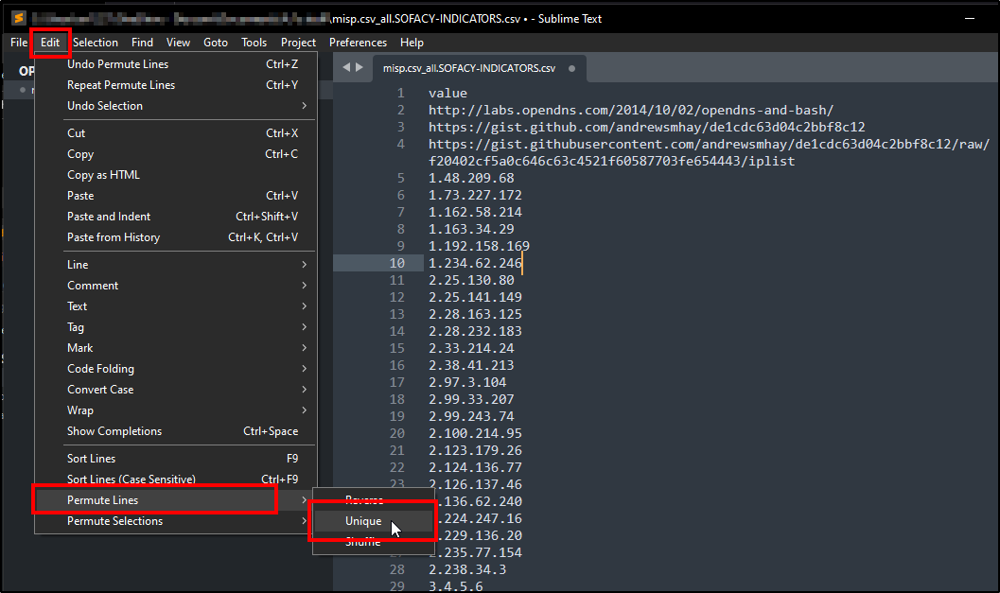 \misp.csv_all.SOFACY-INDICATORS.csv • - Sublime Text
File Edit Selection Find View Goto Tools Project Preferences Help
OP
Undo Permute Lines Ctrl+Z
Repeat Permute Lines Ctrl+Y
Undo Selection
Cut Ctrl+X
Copy Ctrl+C
Copy as HTML
Paste Ctrl+V
Paste and Indent Ctrl+Shift+V
Paste from History Ctrl+K, Ctrl+V
Line
Comment
Text
Tag
Mark
Code Folding
Convert Case
Wrap
Show Completions Ctrl+Space
Sort Lines F9
Sort Lines (Case Sensitive) Ctrl+F9
Permute Lines
Permute Selections
Reverse
Unique
Shuffle
misp.csv_all.SOFACY-INDICATORS.csv
1 value
2 http://labs.opendns.com/2014/10/02/opendns-and-bash/
3 https://gist.github.com/andrewsmhay/de1cdc63d04c2bbf8c12
4 https://gist.githubusercontent.com/andrewsmhay/de1cdc63d04c2bbf8c12/raw/
f20402cf5a0c646c63c4521f60587703fe654443/iplist
5 1.48.209.68
6 1.73.227.172
7 1.162.58.214
8 1.163.34.29
9 1.192.158.169
10 1.234.62.246
11 2.25.130.80
12 2.25.141.149
13 2.28.163.125
14 2.28.232.183
15 2.33.214.24
16 2.38.41.213
17 2.97.3.104
18 2.99.33.207
19 2.99.243.74
20 2.100.214.95
21 2.123.179.26
22 2.124.136.77
23 2.126.137.46
.136.62.240
.224.247.16
.229.136.20
.235.77.154
28 2.238.34.3
29 3.4.5.6